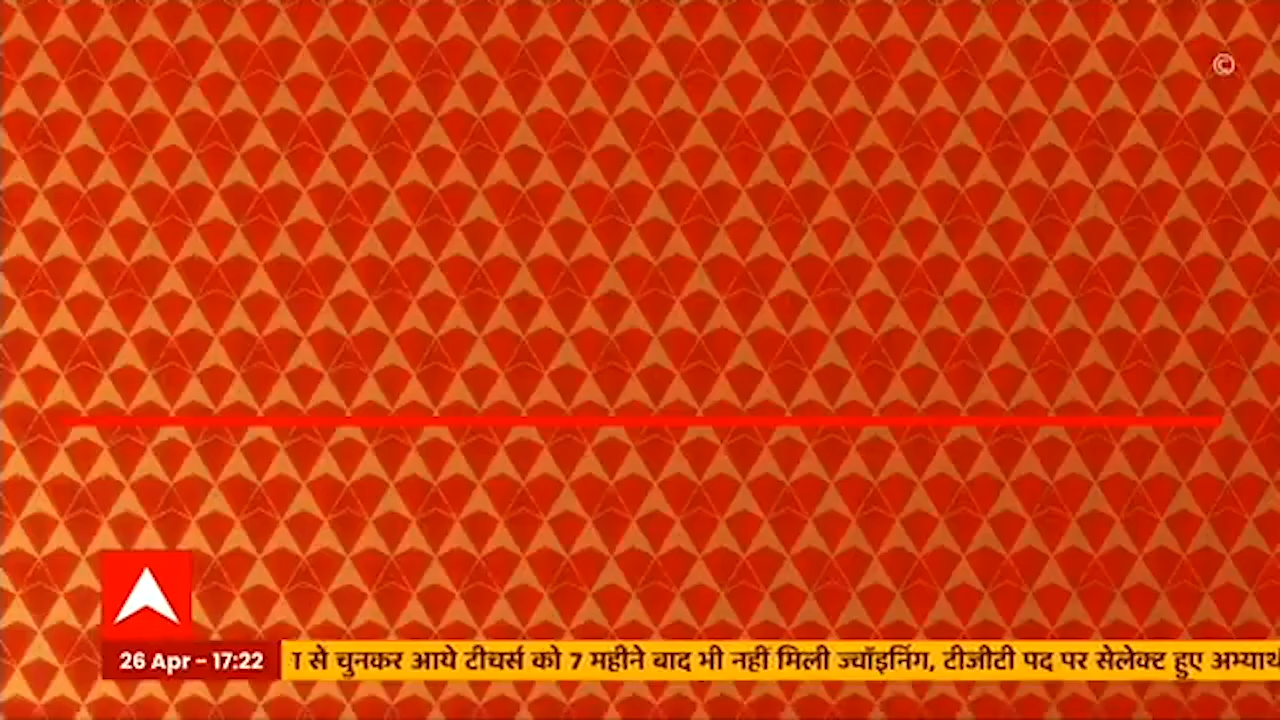 ©
26 Apr - 17:22
से चुनकर आये टीचर्स को 7 महीने बाद भी नहीं मिली ज्वॉइनिंग, टीजीटी पद पर सेलेक्ट हुए